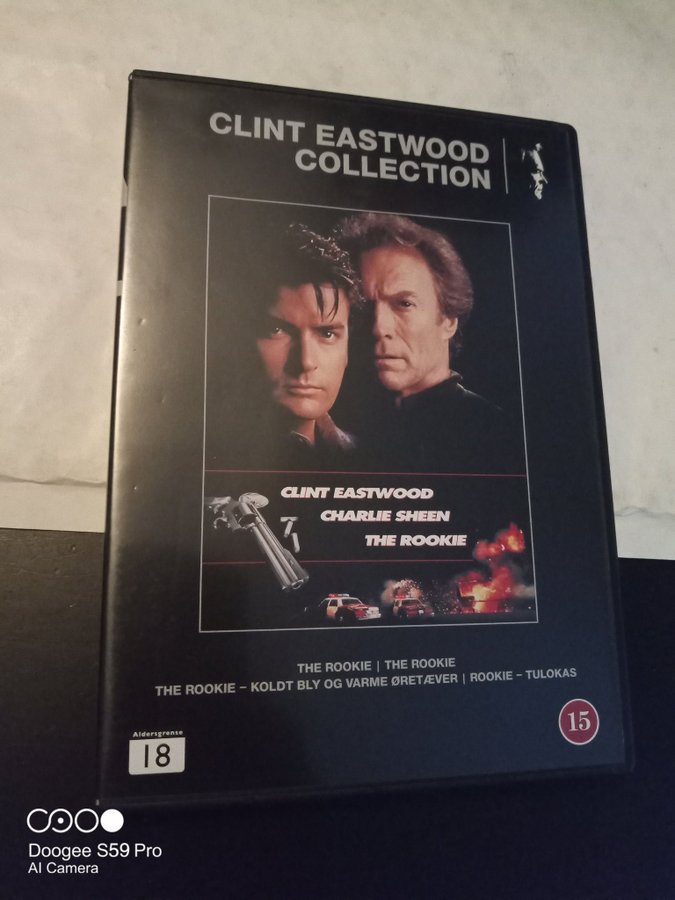 CLINT EASTWOOD
COLLECTION
CLINT EASTWOOD
CHARLIE SHEEN
THE ROOKIE
THE ROOKIE | THE ROOKIE
THE ROOKIE – KOLDT BLY OG VARME ØRETÆVER | ROOKIE – TULOKAS
15
Aldersgrense
18
Doogee S59 Pro
AI Camera